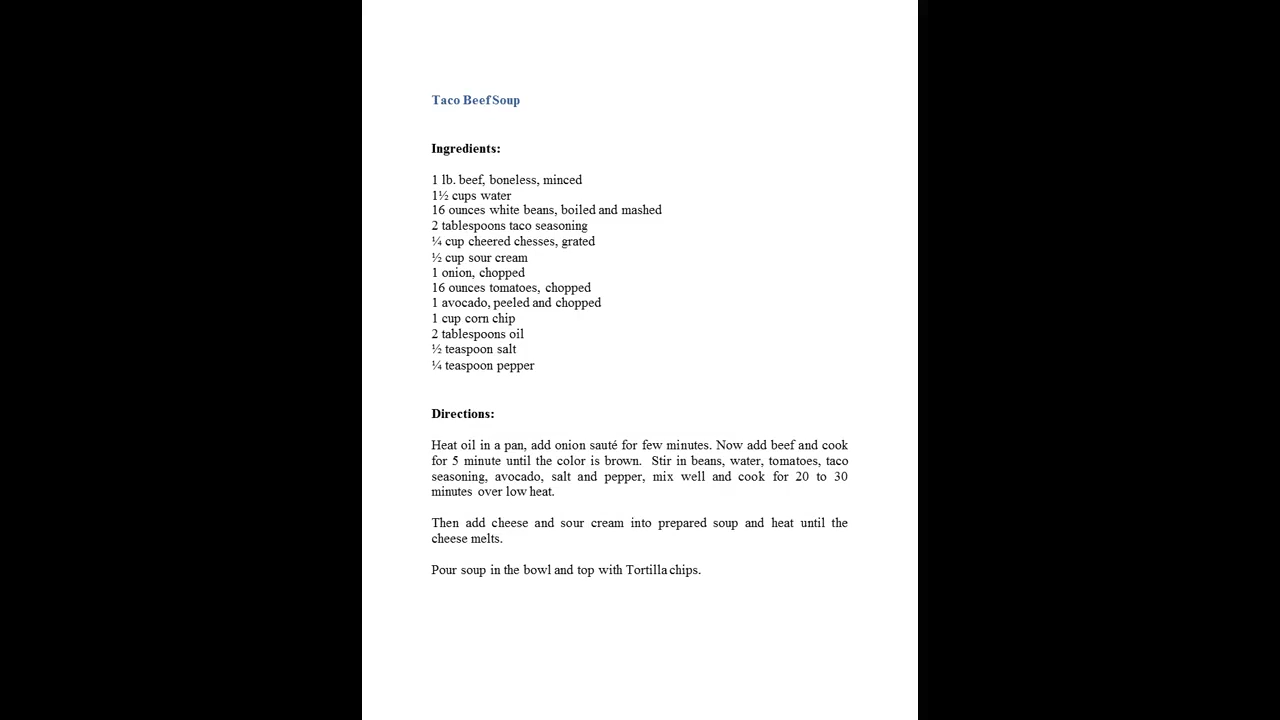 Taco Beef Soup
Ingredients:
1 lb. beef, boneless, minced
1½ cups water
16 ounces white beans, boiled and mashed
2 tablespoons taco seasoning
¼ cup cheered chesses, grated
½ cup sour cream
1 onion, chopped
16 ounces tomatoes, chopped
1 avocado, peeled and chopped
1 cup corn chip
2 tablespoons oil
½ teaspoon salt
¼ teaspoon pepper
Directions:
Heat oil in a pan, add onion sauté for few minutes. Now add beef and cook
for 5 minute until the color is brown. Stir in beans, water, tomatoes, taco
seasoning, avocado, salt and pepper, mix well and cook for 20 to 30
minutes over low heat.
Then add cheese and sour cream into prepared soup and heat until the
cheese melts.
Pour soup in the bowl and top with Tortilla chips.